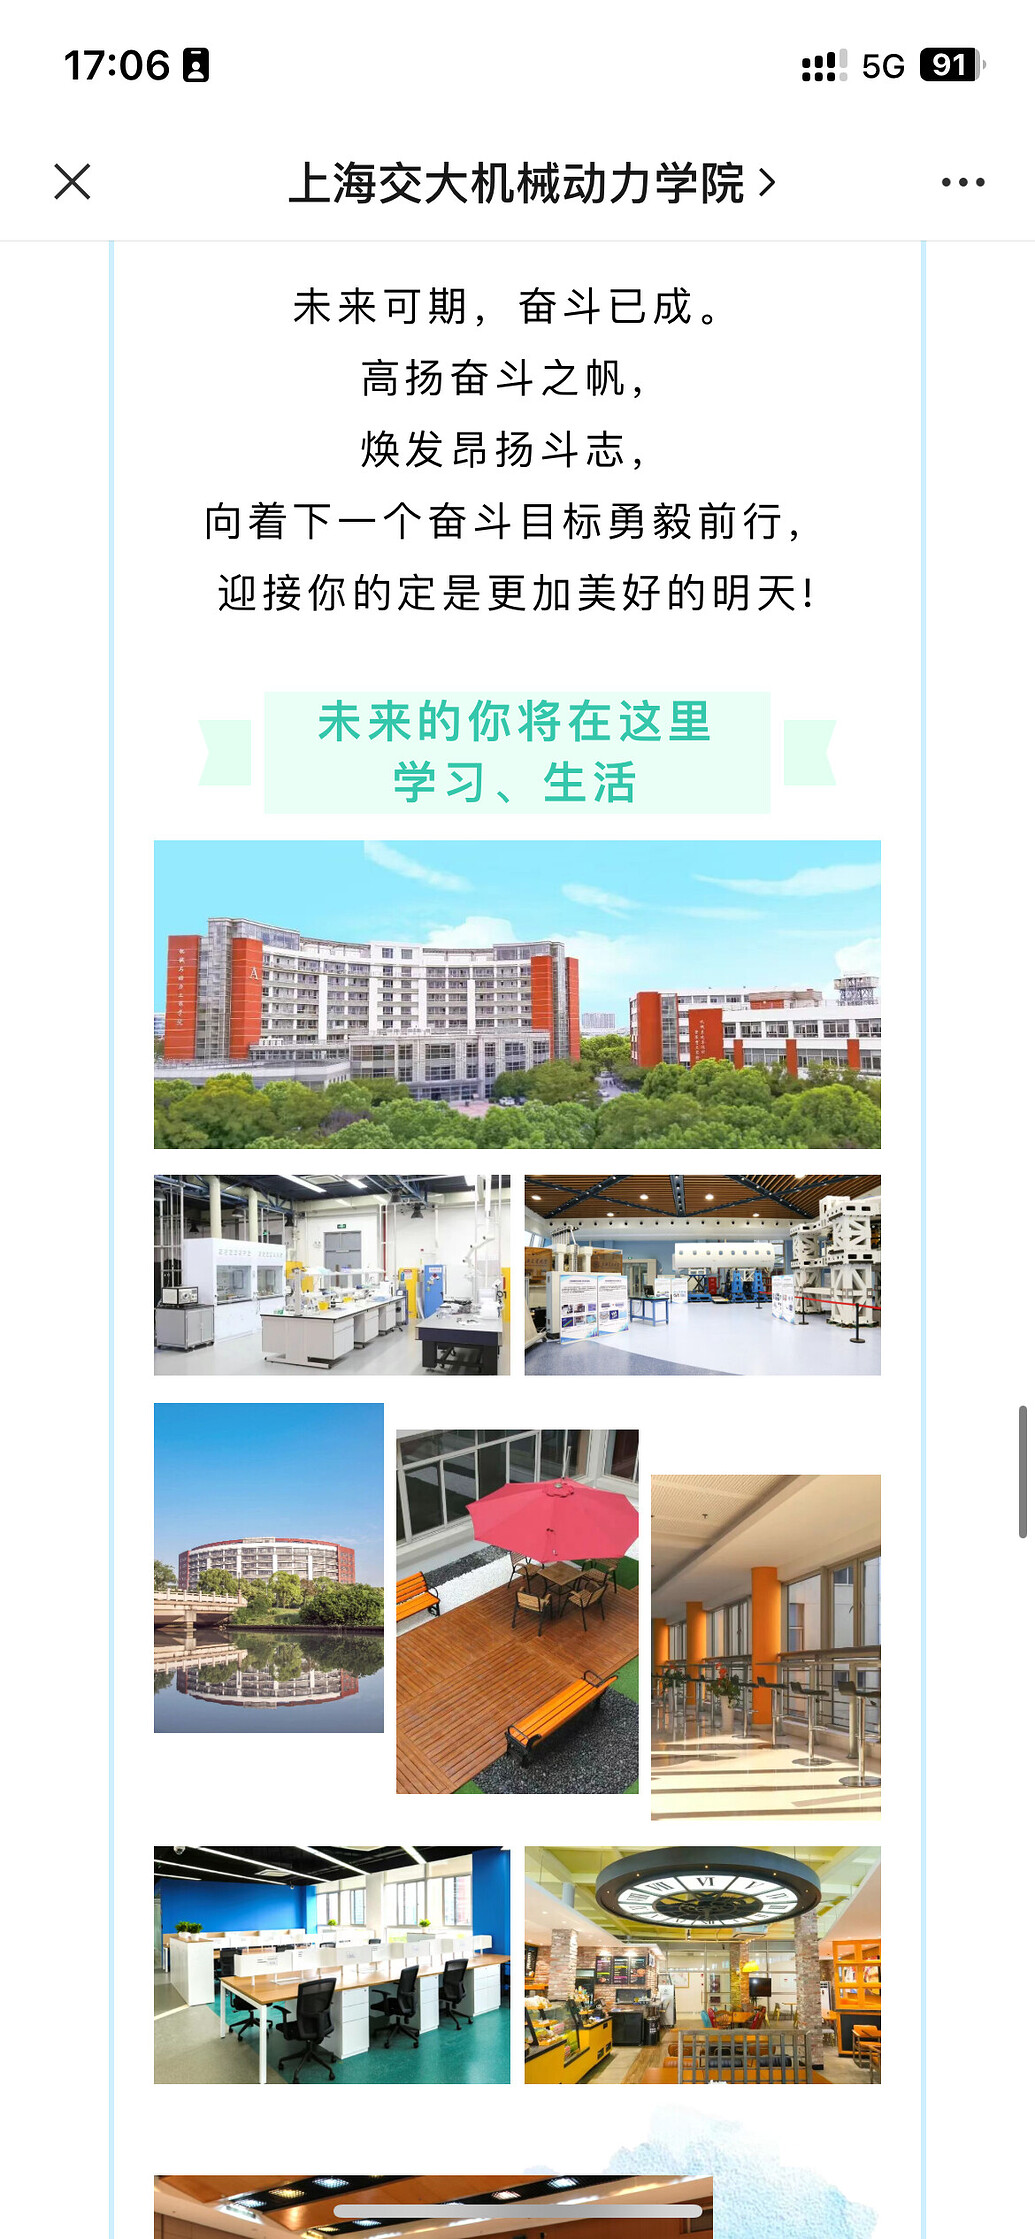 17:06
5G
91
上海交大机械动力学院
未来可期，奋斗已成。
高扬奋斗之帆，
焕发昂扬斗志，
向着下一个奋斗目标勇毅前行，
迎接你的定是更加美好的明天!
未来的你将在这里
学习、生活
A